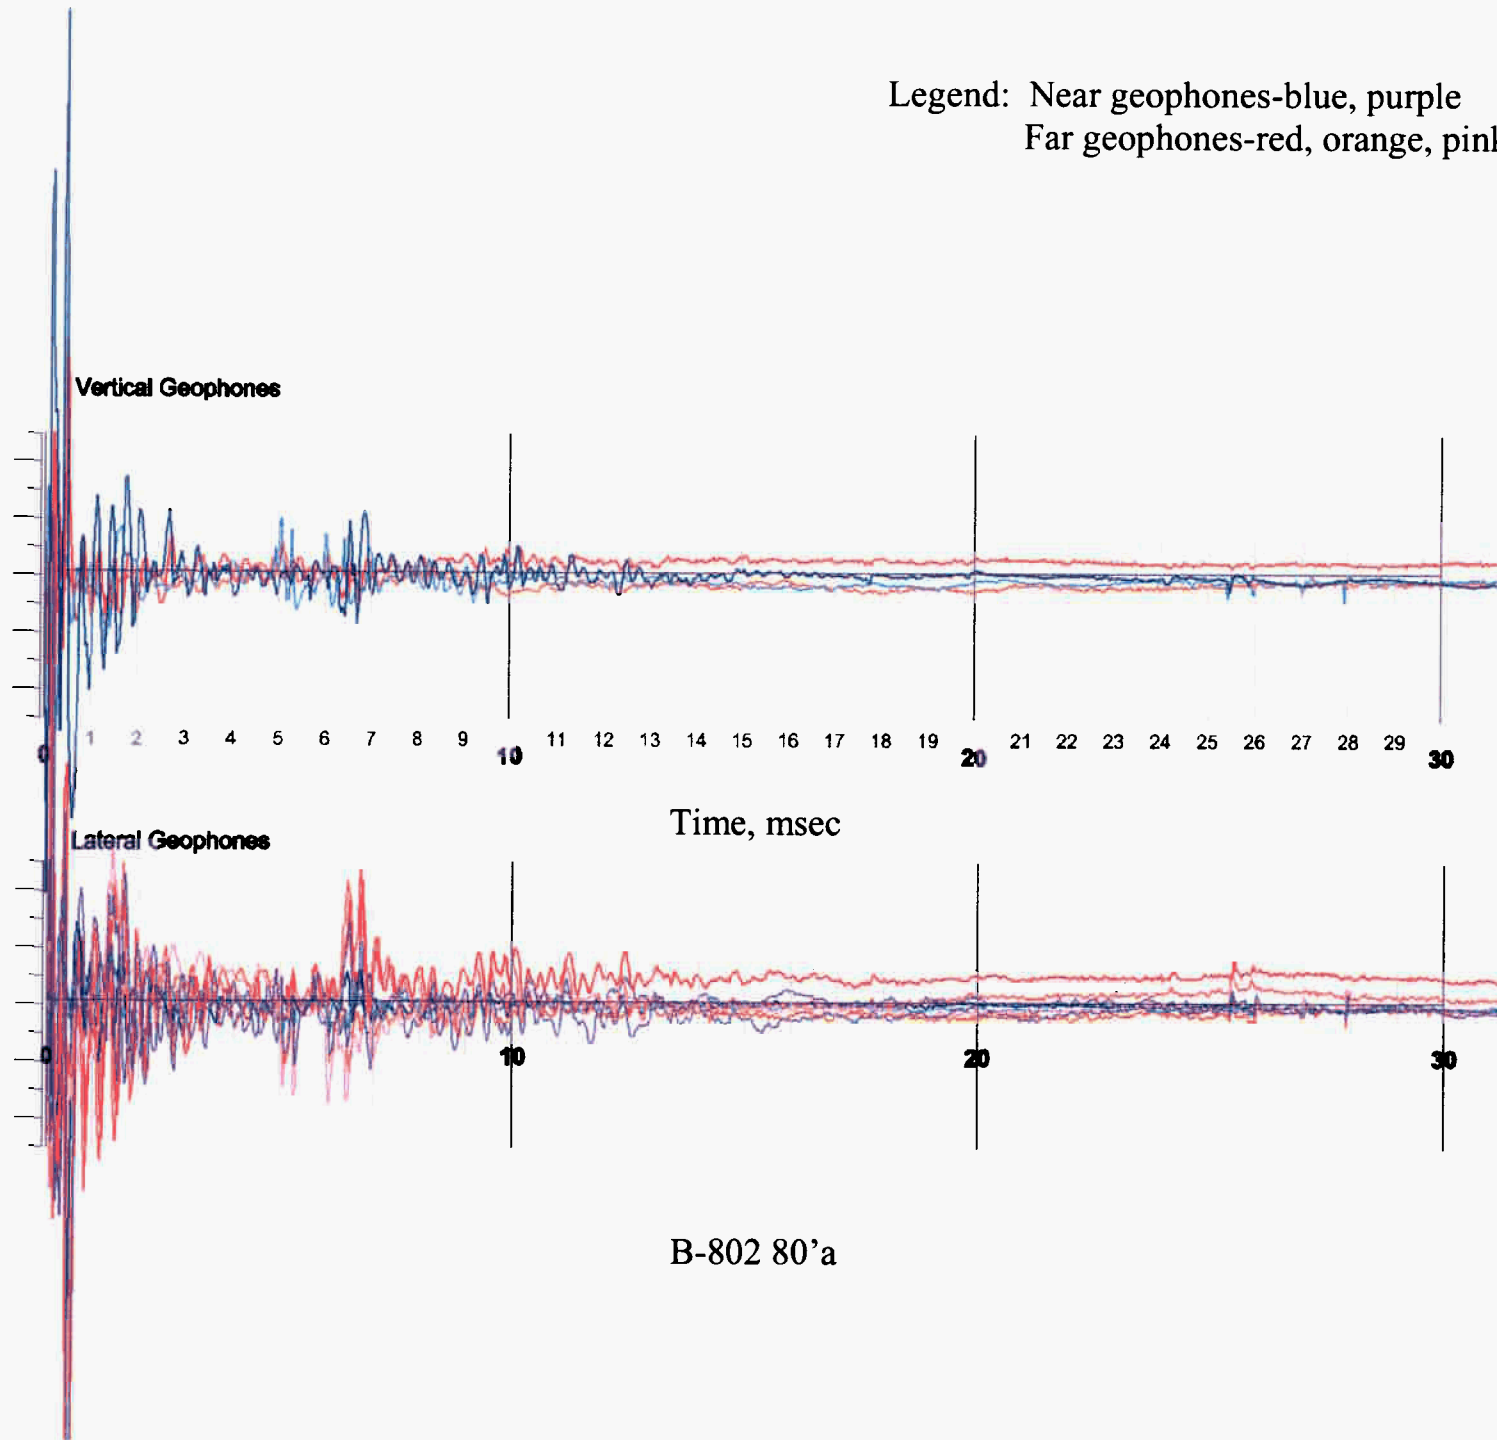 Legend: Near geophones-blue, purple
Far geophones-red, orange, pink
Vertical Geophones
0 1 2 3 4 5 6 7 8 9 10 11 12 13 14 15 16 17 18 19 20 21 22 23 24 25 26 27 28 29 30
Time, msec
Lateral Geophones
0 10 20 30
B-802 80’a